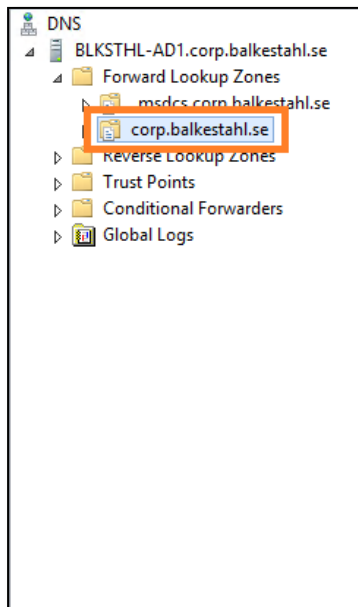 DNS
BLKSTHL-AD1.corp.balkestahl.se
Forward Lookup Zones
_msdcs.corp.balkestahl.se
corp.balkestahl.se
Reverse Lookup Zones
Trust Points
Conditional Forwarders
Global Logs